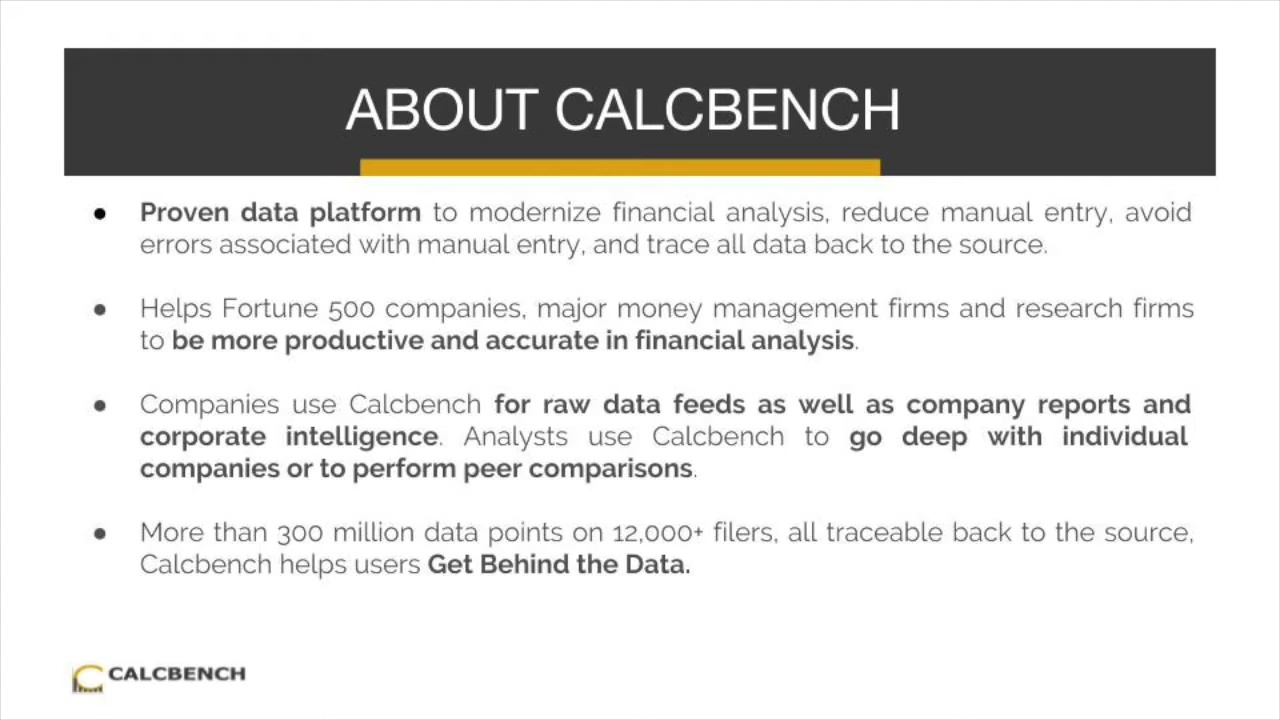 ABOUT CALCBENCH
● Proven data platform to modernize financial analysis, reduce manual entry, avoid
errors associated with manual entry, and trace all data back to the source.
● Helps Fortune 500 companies, major money management firms and research firms
to be more productive and accurate in financial analysis.
● Companies use Calcbench for raw data feeds as well as company reports and
corporate intelligence. Analysts use Calcbench to go deep with individual
companies or to perform peer comparisons.
● More than 300 million data points on 12,000+ filers, all traceable back to the source,
Calcbench helps users Get Behind the Data.
CALCBENCH